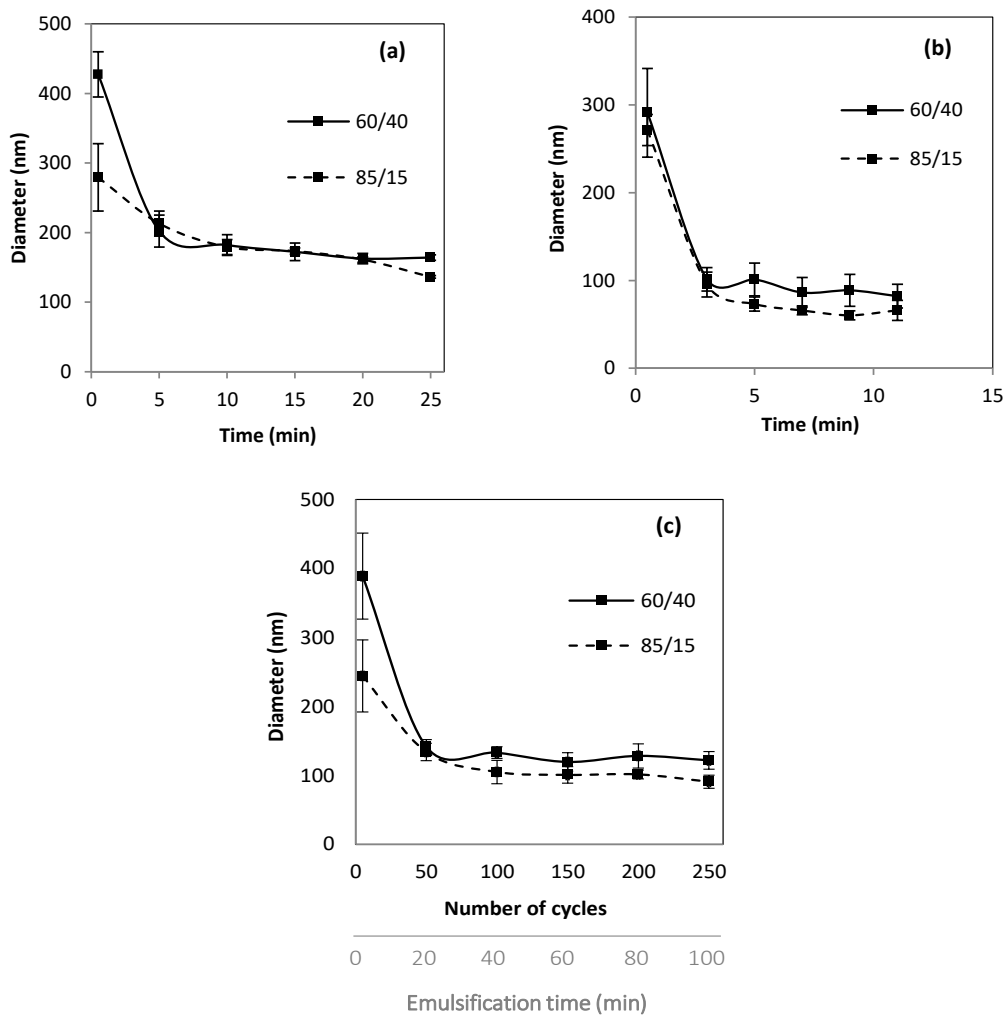 500
400
300
200
100
0
Diameter (nm)
(a)
60/40
85/15
0 5 10 15 20 25
Time (min)
400
300
200
100
0
Diameter (nm)
(b)
60/40
85/15
0 5 10 15
Time (min)
500
400
300
200
100
0
Diameter (nm)
(c)
60/40
85/15
0 50 100 150 200 250
Number of cycles
0 20 40 60 80 100
Emulsification time (min)